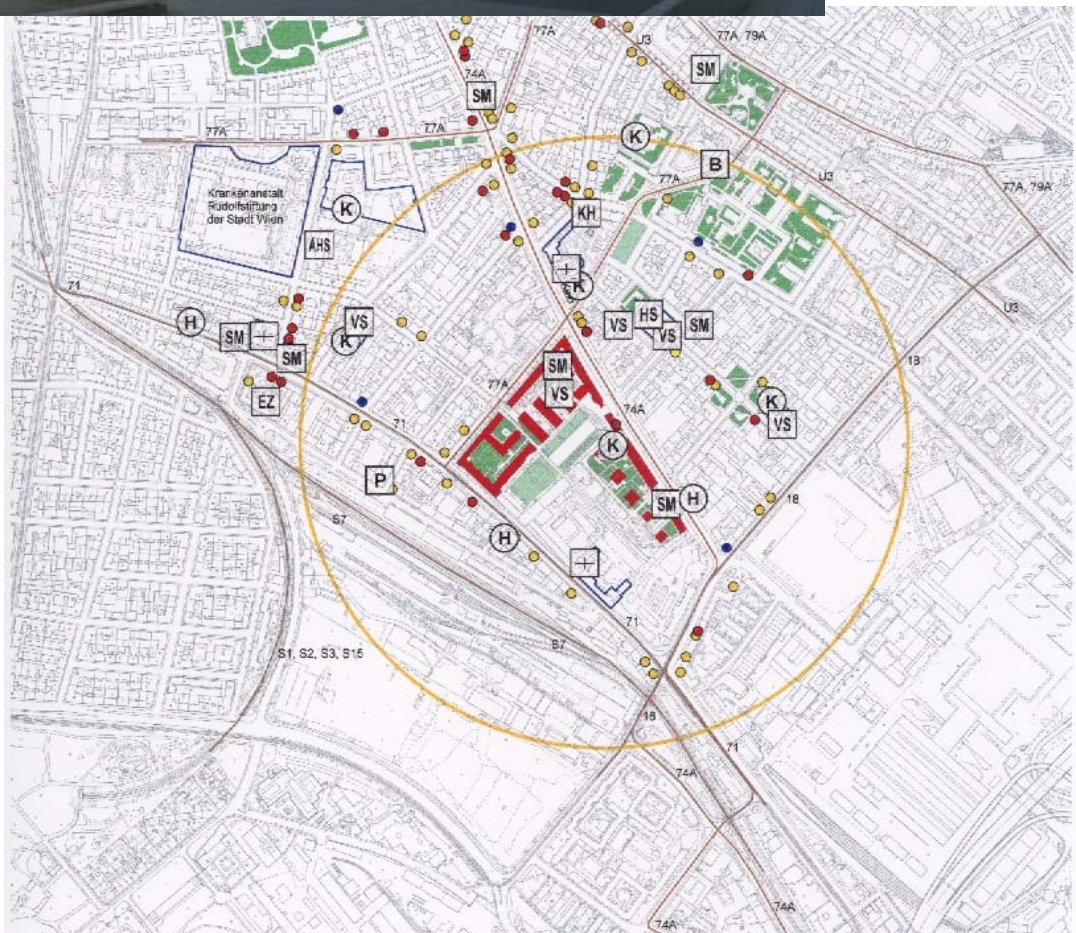 77A
U3
77A, 79A
SM
74A
SM
77A
77A
K
B
77A
U3
77A, 79A
Krankenanstalt
Rudolfstiftung
der Stadt Wien
K
KH
AHS
K
71
H
VS
K
SM
SM
EZ
VS
HS
VS
SM
U3
18
SM
VS
77A
74A
K
VS
71
K
P
SM
H
18
S7
H
71
S7
S1, S2, S3, S15
18
71
74A
74A
74A